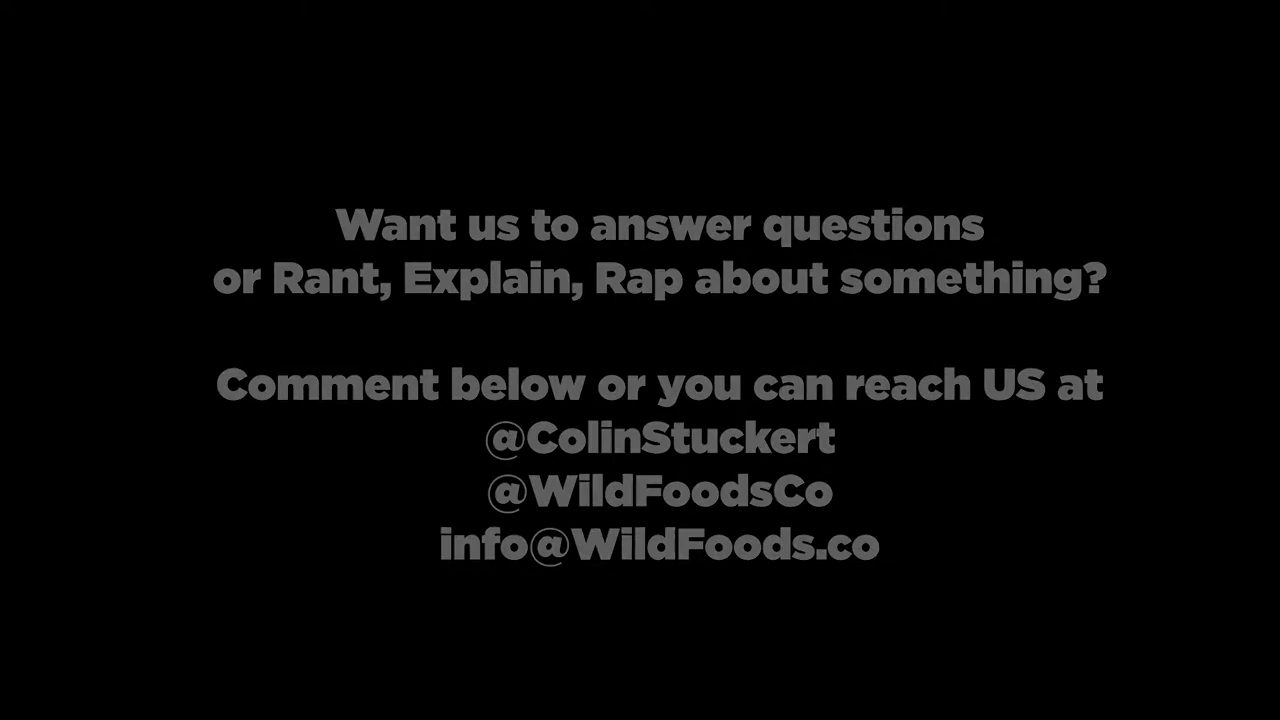 Want us to answer questions
or Rant, Explain, Rap about something?
Comment below or you can reach US at
@ColinStuckert
@WildFoodsCo
info@WildFoods.co